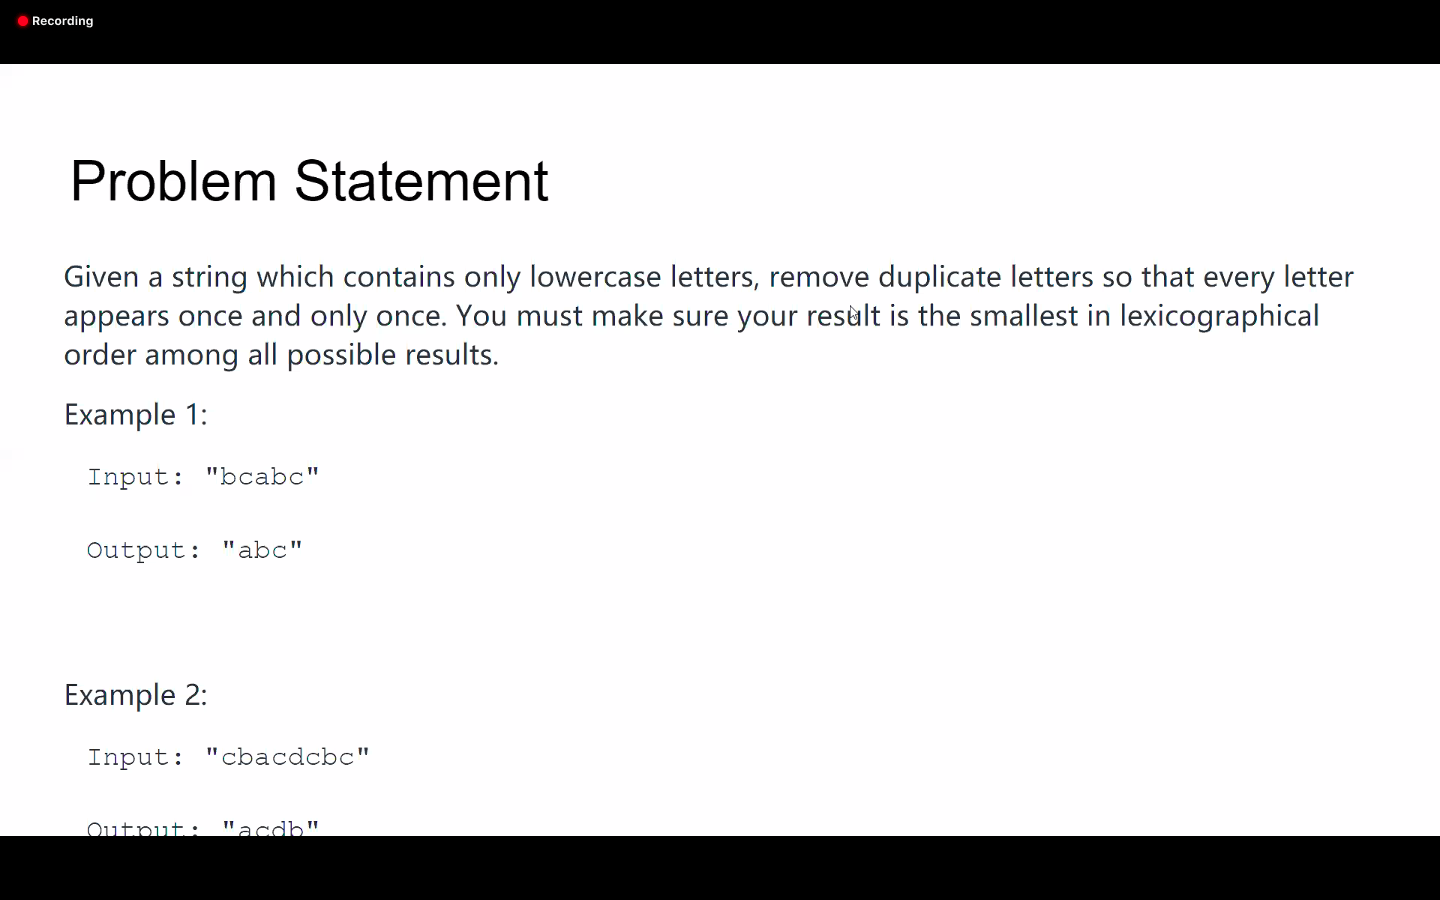 Recording
Problem Statement
Given a string which contains only lowercase letters, remove duplicate letters so that every letter
appears once and only once. You must make sure your result is the smallest in lexicographical
order among all possible results.
Example 1:
Input: "bcabc"
Output: "abc"
Example 2:
Input: "cbacdcbc"
Output: "acdb"